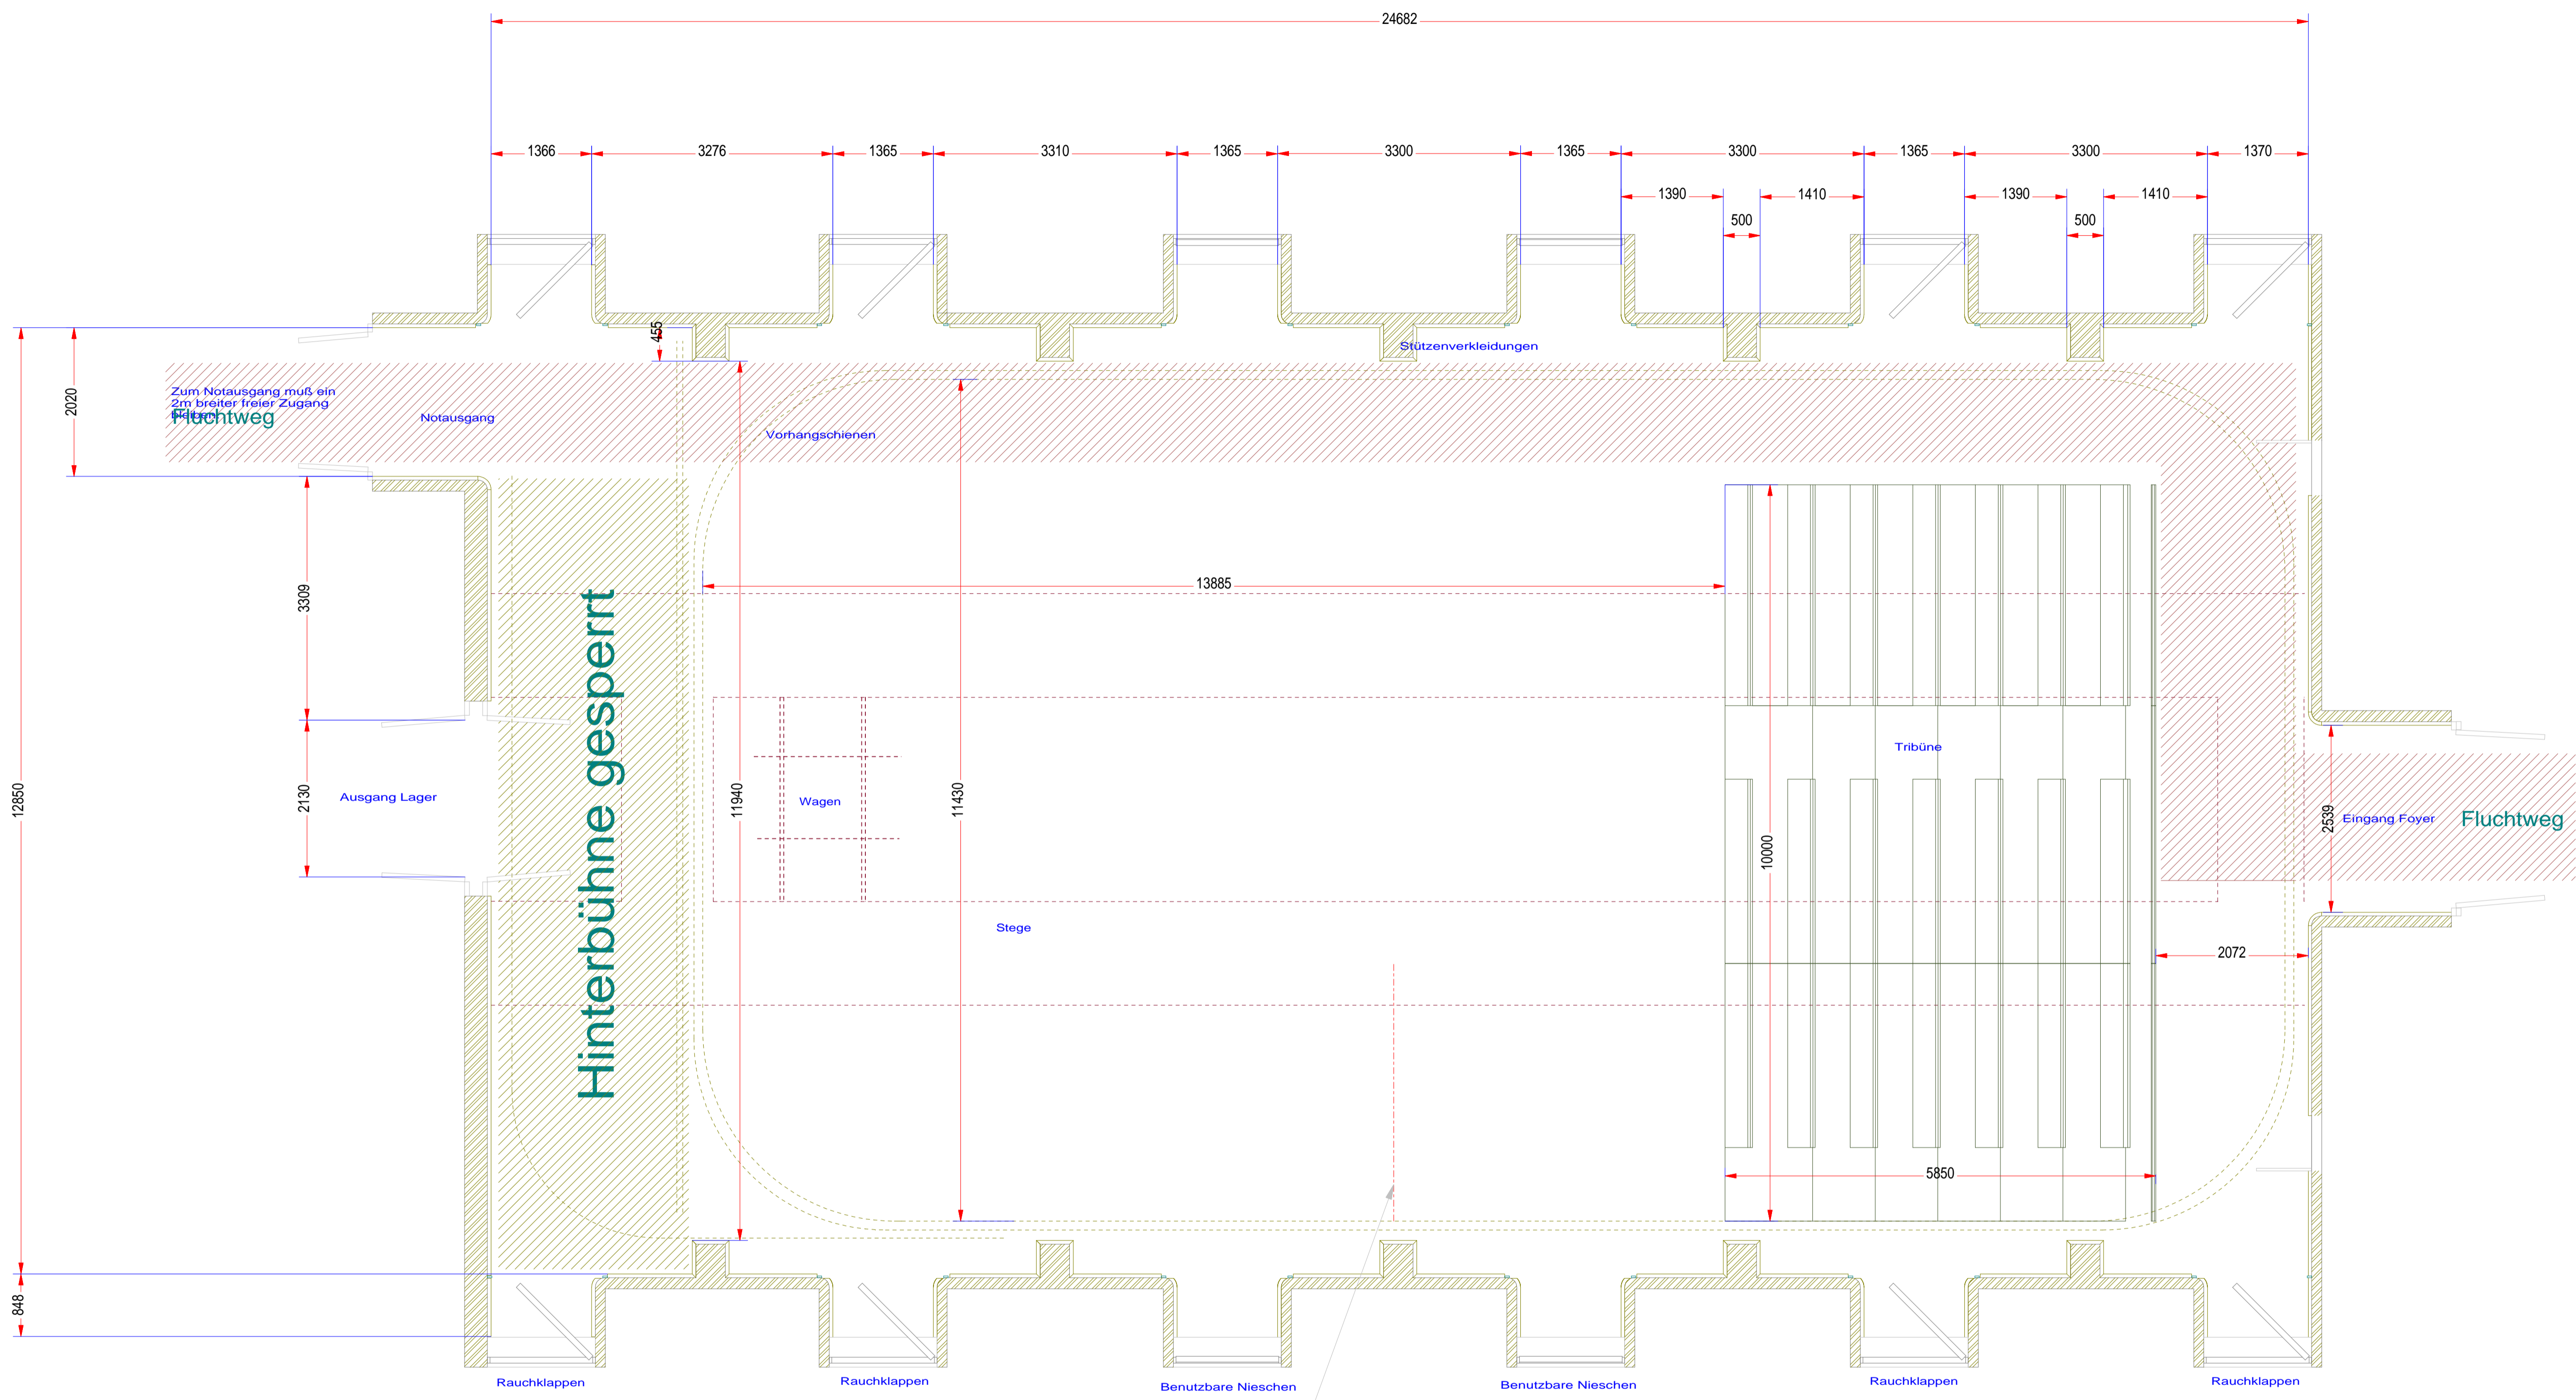 24682
1366
3276
1365
3310
1365
3300
1365
3300
1365
3300
1370
1390
1410
1390
1410
500
500
455
Stützenverkleidungen
2020
Zum Notausgang muß ein
2m breiter freier Zugang
bleiben
Fluchtweg
Notausgang
Vorhangschienen
3309
13885
Hinterbühne gesperrt
12850
2130
Ausgang Lager
11940
Wagen
11430
Tribüne
10000
2539
Eingang Foyer
Fluchtweg
Stege
2072
5850
848
Rauchklappen
Rauchklappen
Benutzbare Nieschen
Benutzbare Nieschen
Rauchklappen
Rauchklappen